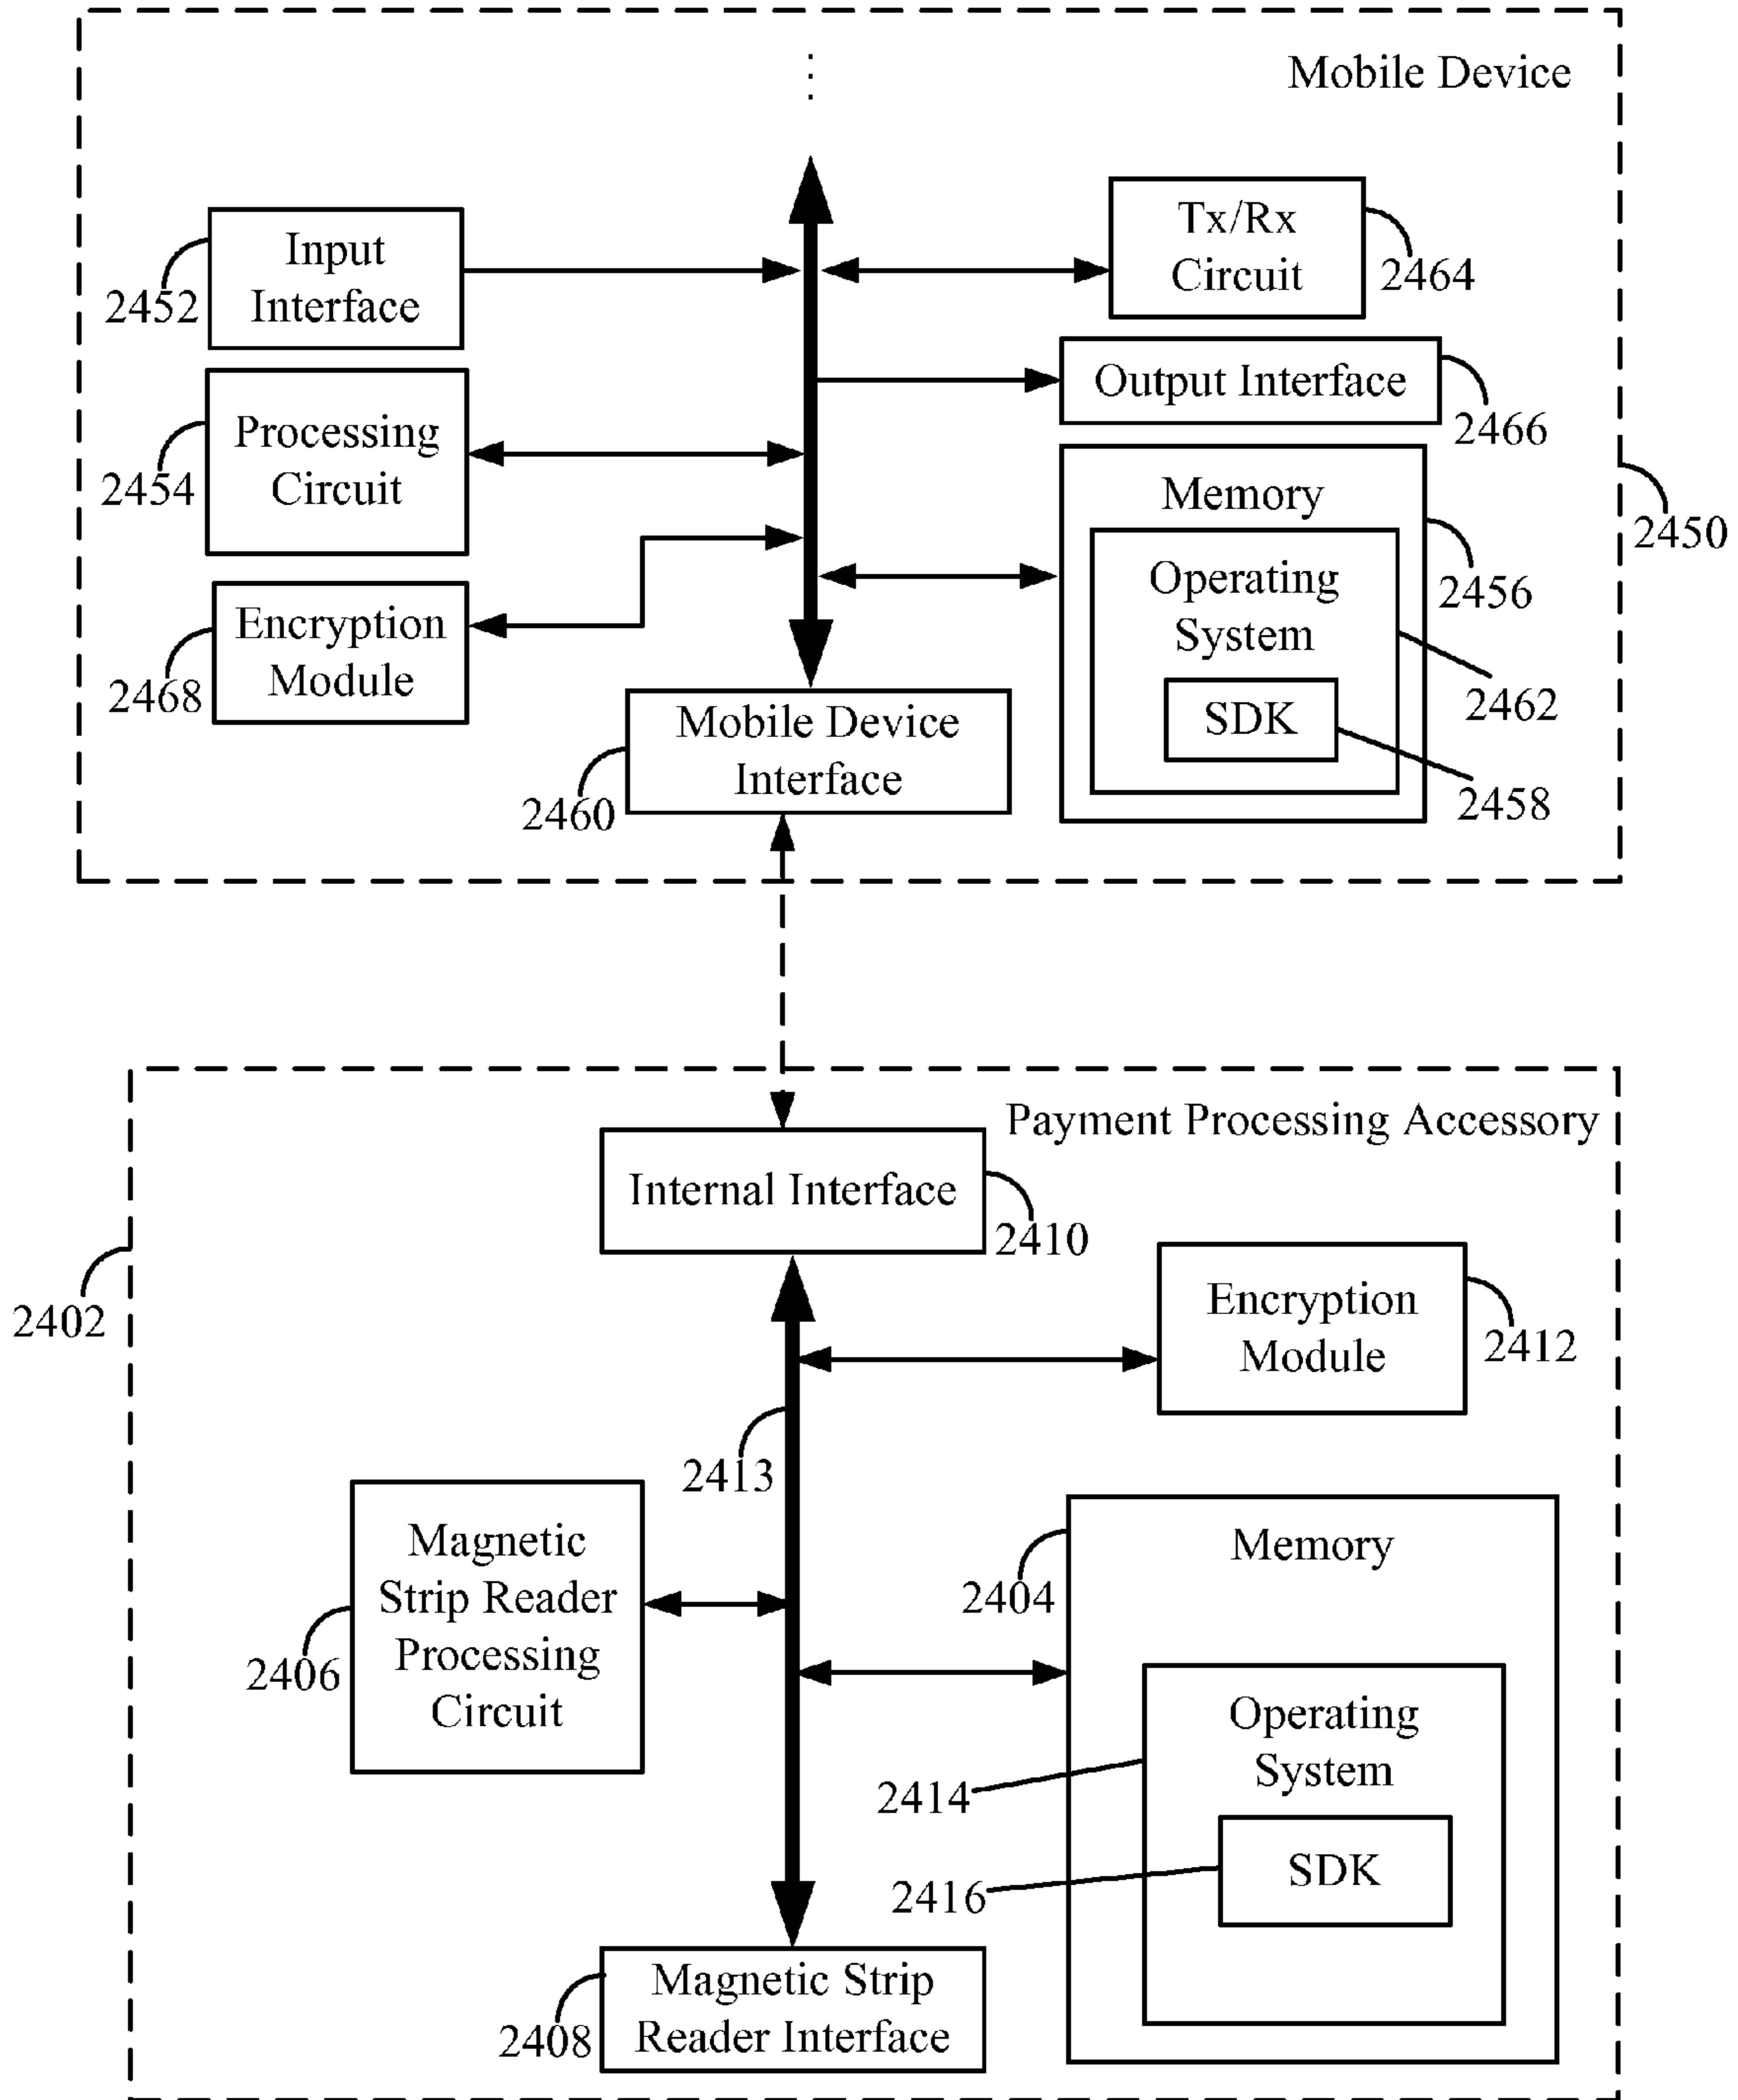 Mobile Device
Input
Interface
2452
Tx/Rx
Circuit
2464
Output Interface
2466
Processing
Circuit
2454
Memory
2456
2450
Operating
System
2462
SDK
2458
Encryption
Module
2468
Mobile Device
Interface
2460
Payment Processing Accessory
Internal Interface
2410
2402
Encryption
Module
2412
2413
Magnetic
Strip Reader
Processing
Circuit
2406
Memory
2404
Operating
System
2414
SDK
2416
Magnetic Strip
Reader Interface
2408